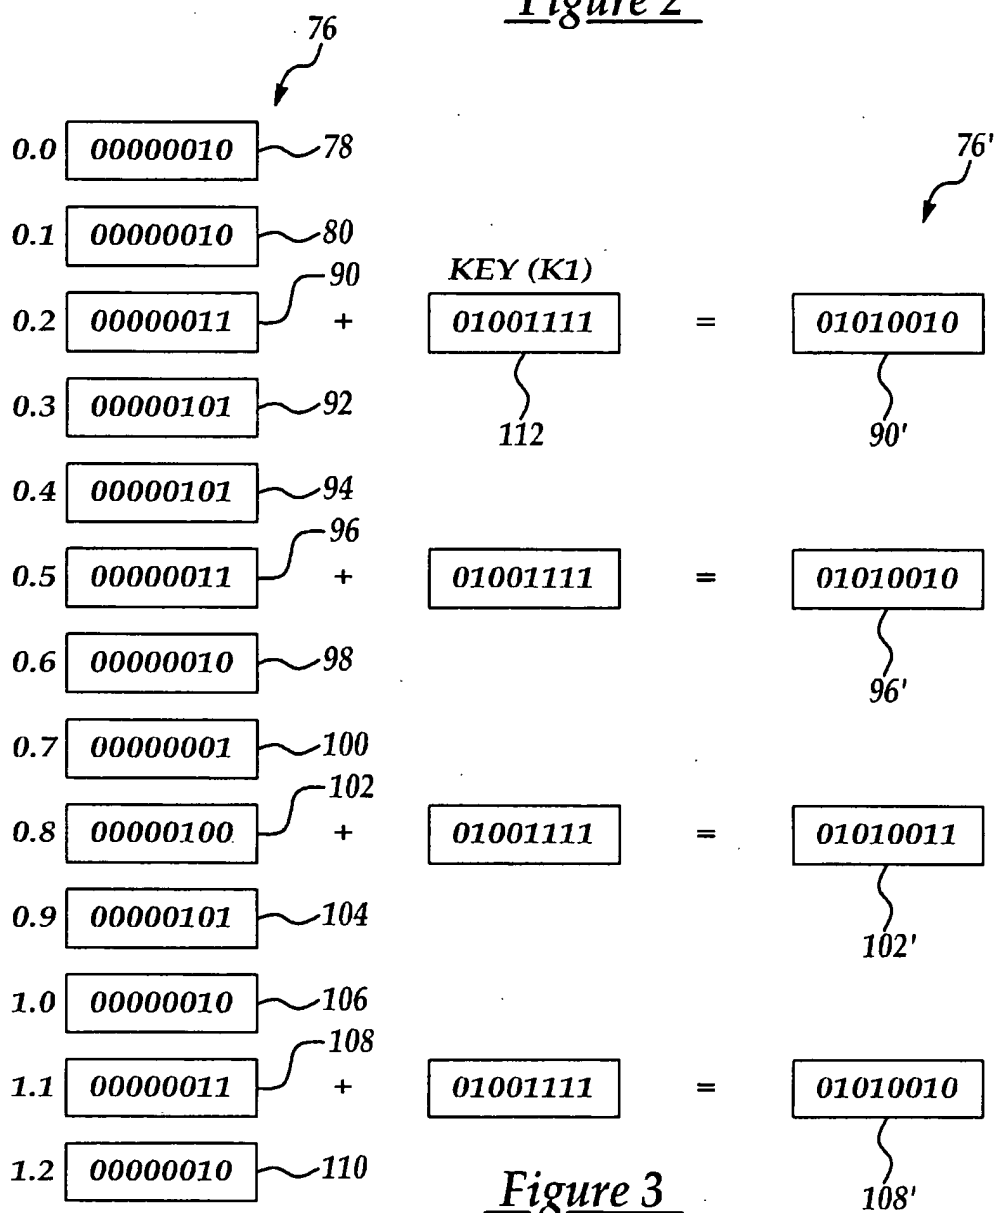 Figure 2
76
0.0 00000010 78
76'
0.1 00000010 80
90
KEY (K1)
0.2 00000011 + 01001111 = 01010010
0.3 00000101 92
112 90'
0.4 00000101 94
96
0.5 00000011 + 01001111 = 01010010
0.6 00000010 98
96'
0.7 00000001 100
102
0.8 00000100 + 01001111 = 01010011
0.9 00000101 104
102'
1.0 00000010 106
108
1.1 00000011 + 01001111 = 01010010
1.2 00000010 110
Figure 3
108'